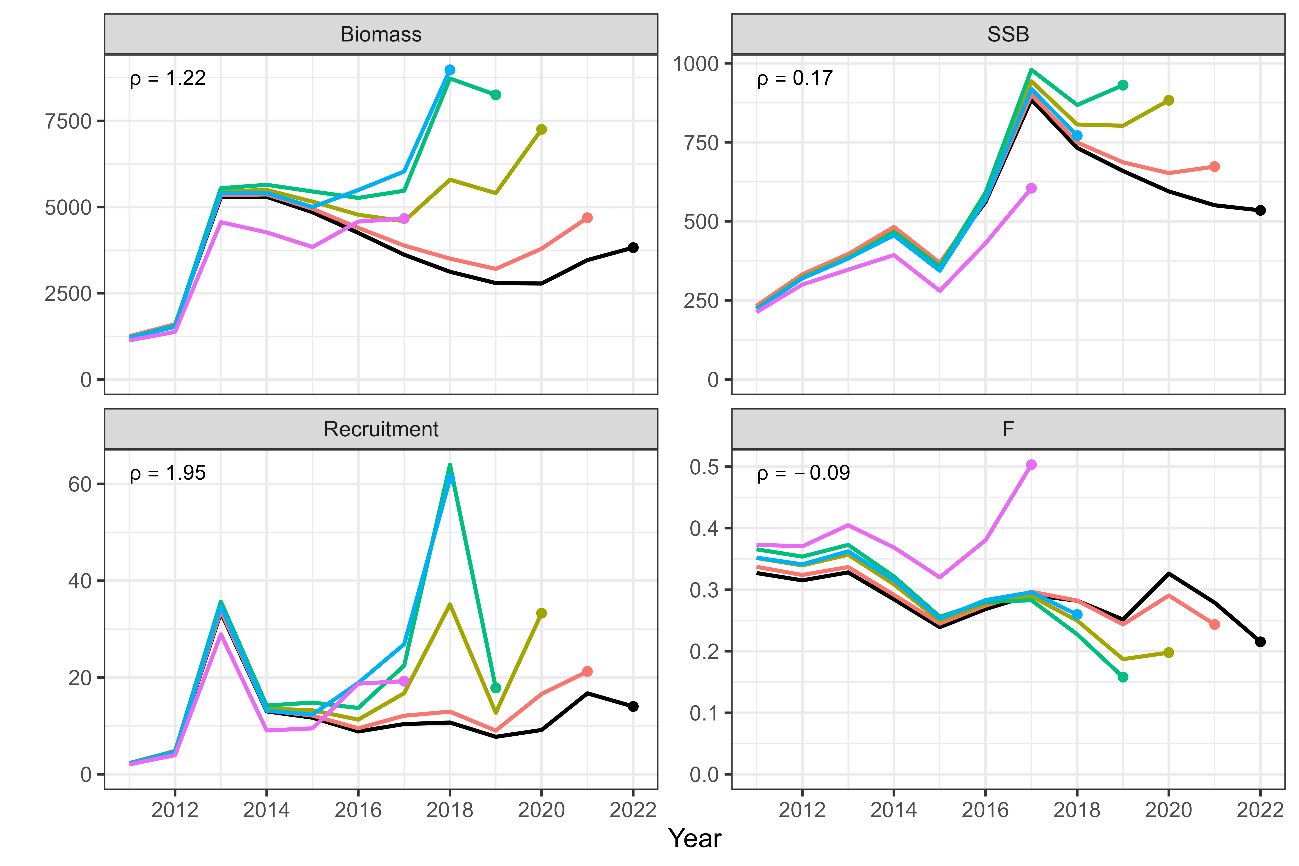 Biomass
ρ = 1.22
7500
5000
2500
0
SSB
ρ = 0.17
1000
750
500
250
0
Recruitment
ρ = 1.95
60
40
20
0
2012 2014 2016 2018 2020 2022
F
ρ = − 0.09
0.5
0.4
0.3
0.2
0.1
0.0
2012 2014 2016 2018 2020 2022
Year